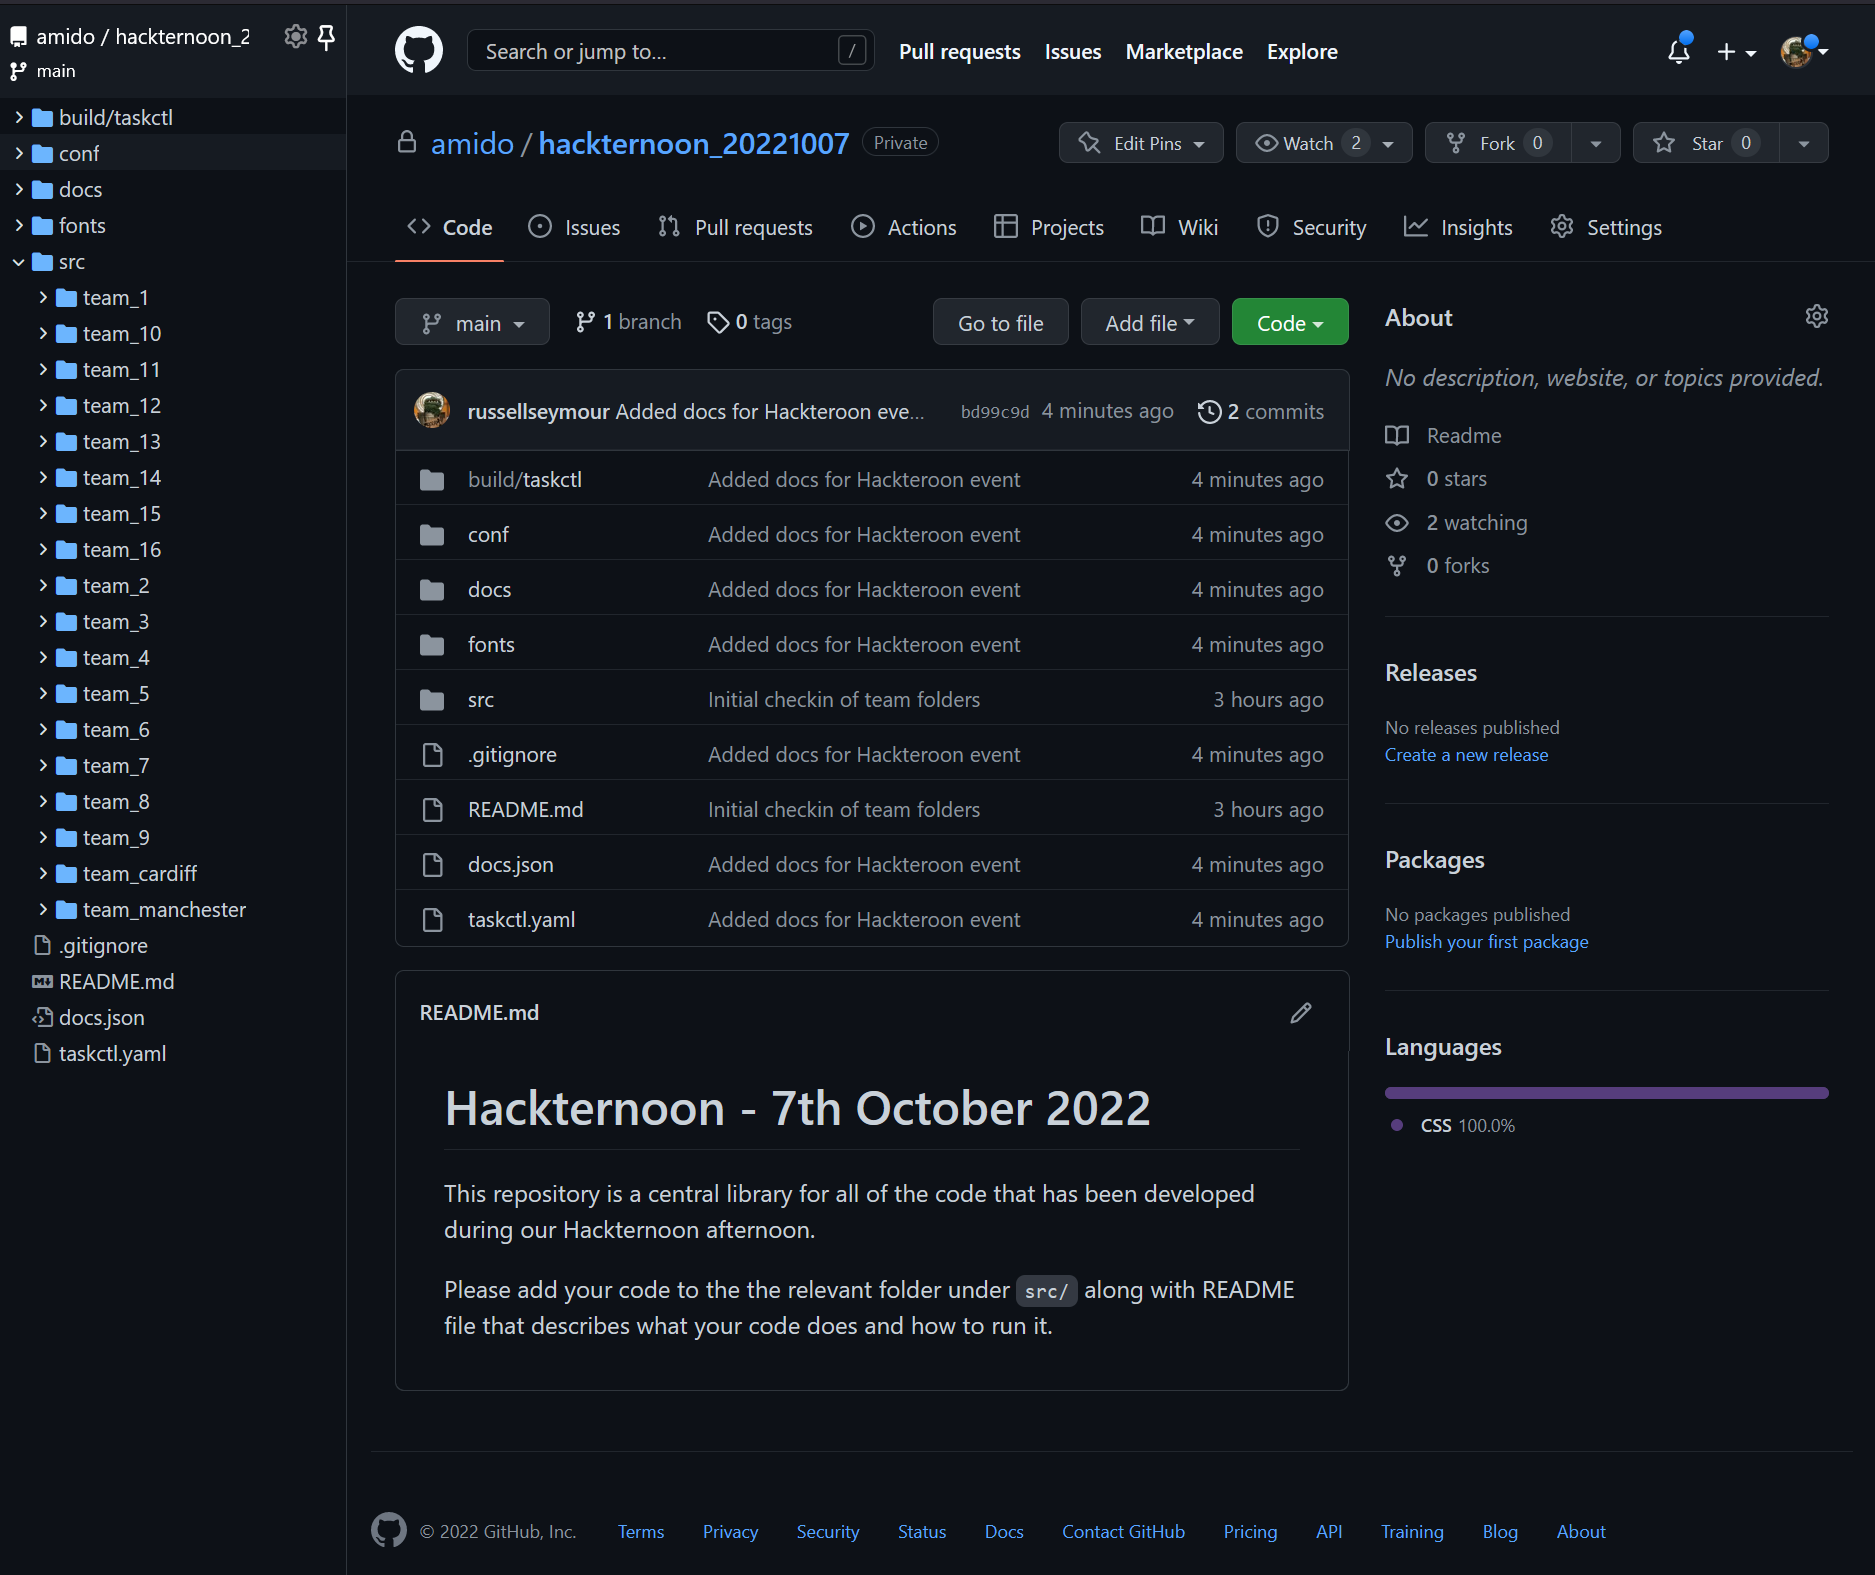 amido / hackternoon_2
main
build/taskctl
conf
docs
fonts
src
team_1
team_10
team_11
team_12
team_13
team_14
team_15
team_16
team_2
team_3
team_4
team_5
team_6
team_7
team_8
team_9
team_cardiff
team_manchester
.gitignore
README.md
docs.json
taskctl.yaml
Search or jump to... / Pull requests Issues Marketplace Explore
amido / hackternoon_20221007 Private Edit Pins Watch 2 Fork 0 Star 0
Code Issues Pull requests Actions Projects Wiki Security Insights Settings
main 1 branch 0 tags Go to file Add file Code
russellseymour Added docs for Hackteroon eve... bd99c9d 4 minutes ago 2 commits
build/taskctl Added docs for Hackteroon event 4 minutes ago
conf Added docs for Hackteroon event 4 minutes ago
docs Added docs for Hackteroon event 4 minutes ago
fonts Added docs for Hackteroon event 4 minutes ago
src Initial checkin of team folders 3 hours ago
.gitignore Added docs for Hackteroon event 4 minutes ago
README.md Initial checkin of team folders 3 hours ago
docs.json Added docs for Hackteroon event 4 minutes ago
taskctl.yaml Added docs for Hackteroon event 4 minutes ago
README.md
Hackternoon - 7th October 2022
This repository is a central library for all of the code that has been developed
during our Hackternoon afternoon.
Please add your code to the the relevant folder under src/ along with README
file that describes what your code does and how to run it.
About
No description, website, or topics provided.
Readme
0 stars
2 watching
0 forks
Releases
No releases published
Create a new release
Packages
No packages published
Publish your first package
Languages
CSS 100.0%
© 2022 GitHub, Inc. Terms Privacy Security Status Docs Contact GitHub Pricing API Training Blog About